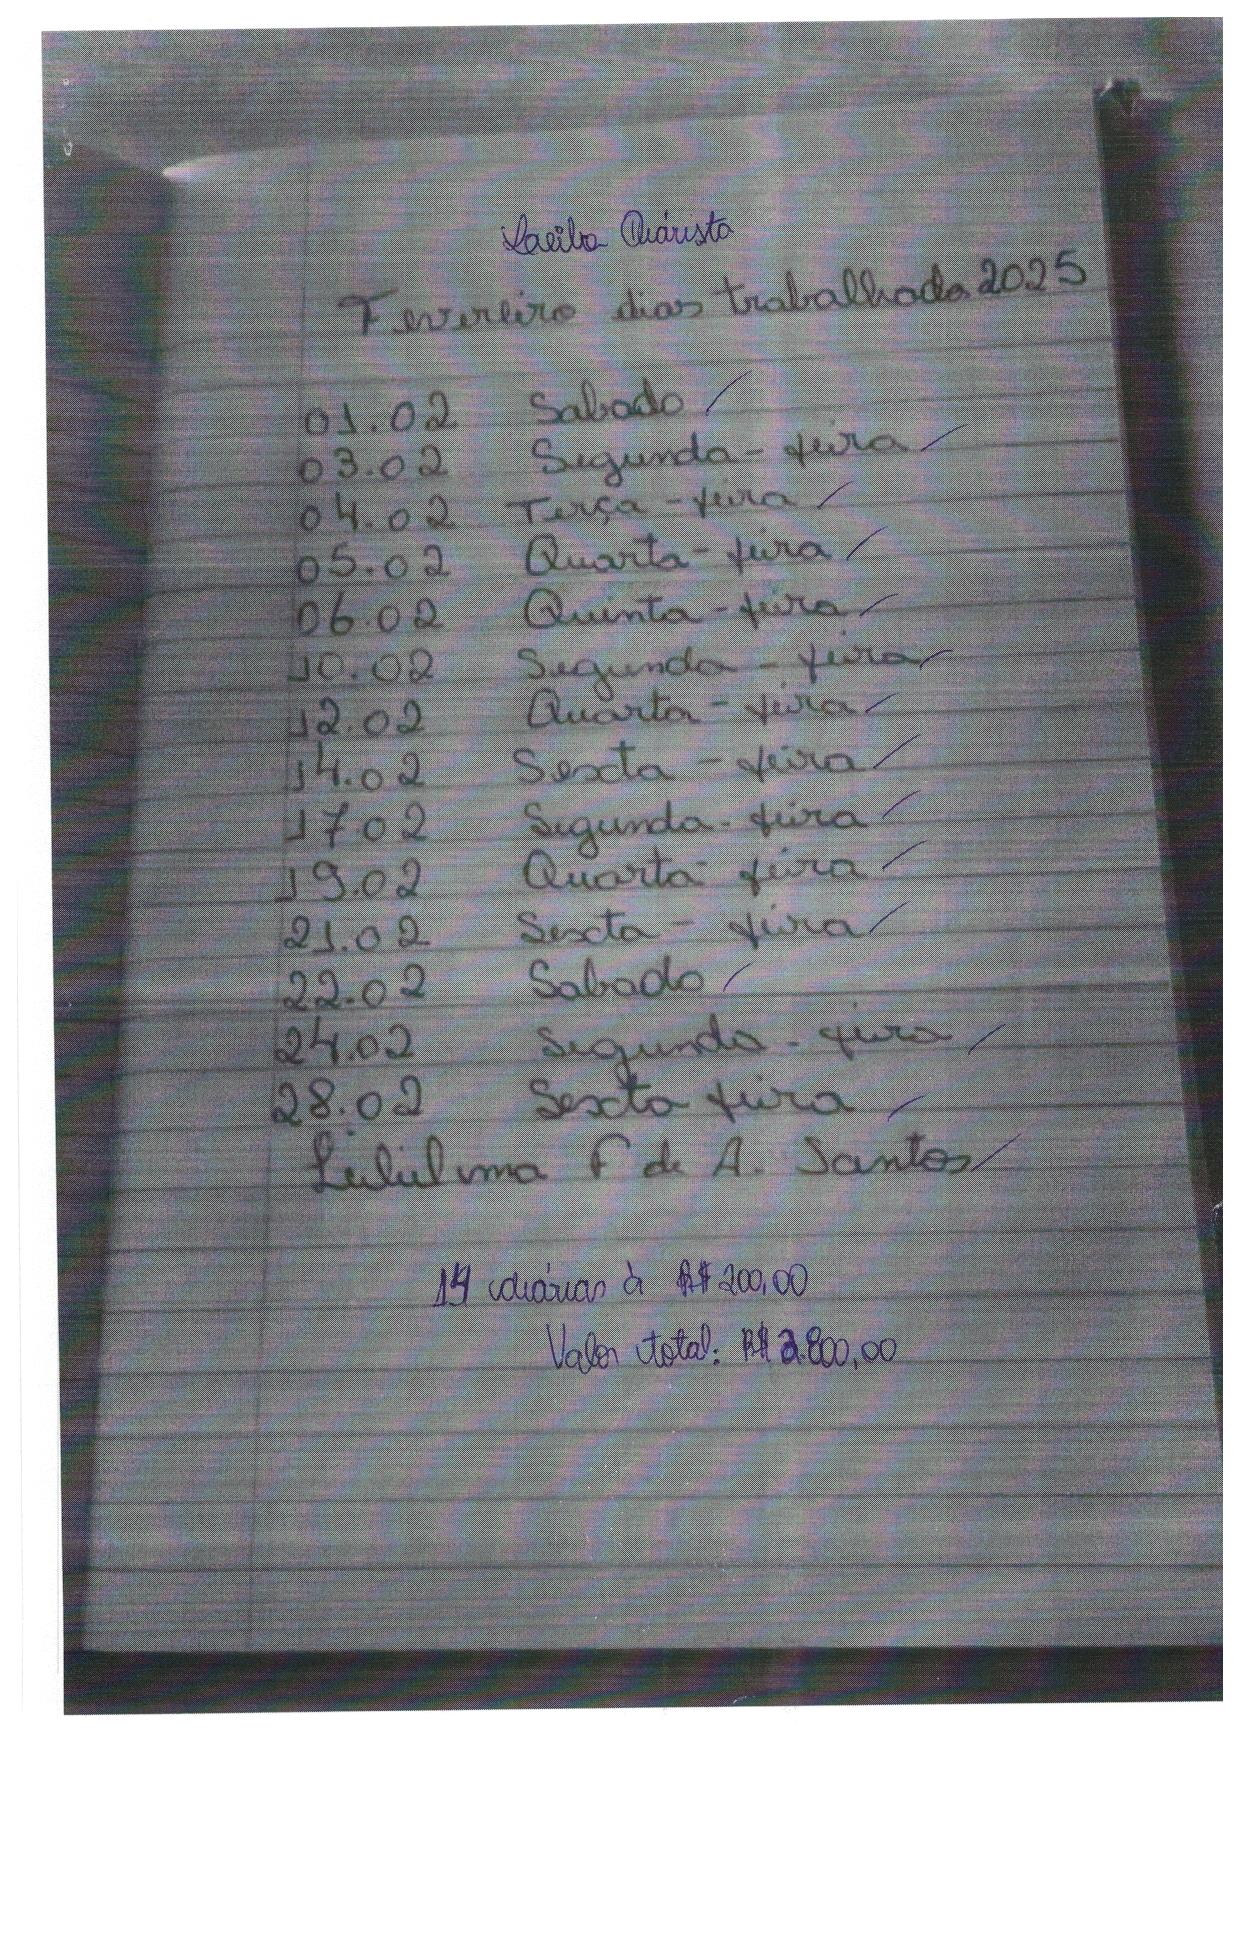 Diarista
Fevereiro dias trabalhado 2025
01.02 Sabado
03.02 Segunda-feira
04.02 Terça-feira
05.02 Quarta-feira
06.02 Quinta-feira
10.02 Segunda-feira
12.02 Quarta-feira
14.02 Sexta-feira
17.02 Segunda-feira
19.02 Quarta-feira
21.02 Sexta-feira
22.02 Sabado
24.02 Segunda-feira
28.02 Sexta feira
F de A. Santos
14 diárias à R$ 200,00
Valor total: R$ 2.800,00